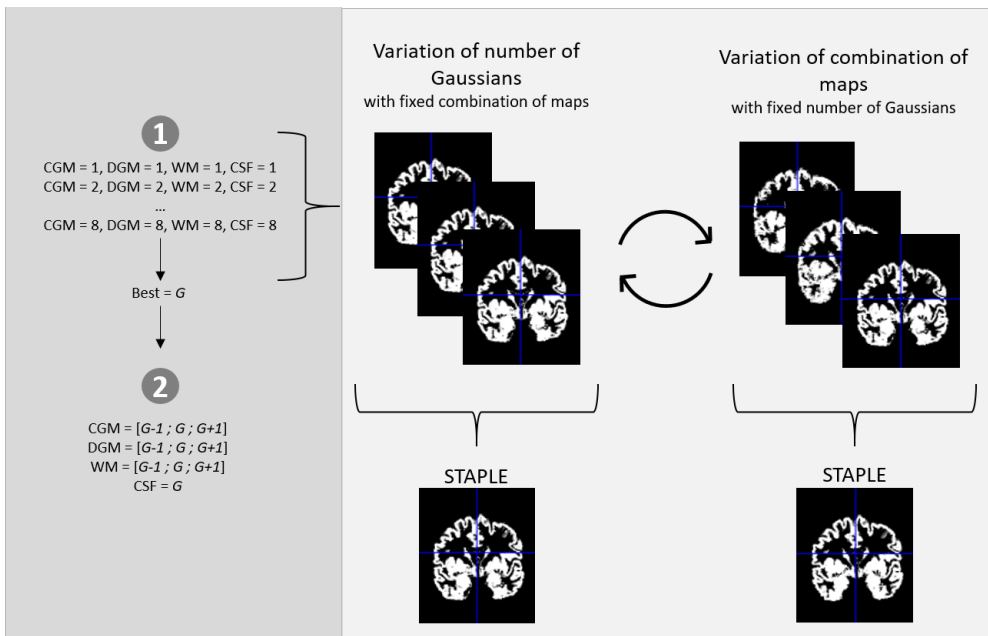 1
CGM = 1, DGM = 1, WM = 1, CSF = 1
CGM = 2, DGM = 2, WM = 2, CSF = 2
...
CGM = 8, DGM = 8, WM = 8, CSF = 8
Best = G
2
CGM = [G-1 ; G ; G+1]
DGM = [G-1 ; G ; G+1]
WM = [G-1 ; G ; G+1]
CSF = G
Variation of number of
Gaussians
with fixed combination of maps
STAPLE
Variation of combination of
maps
with fixed number of Gaussians
STAPLE